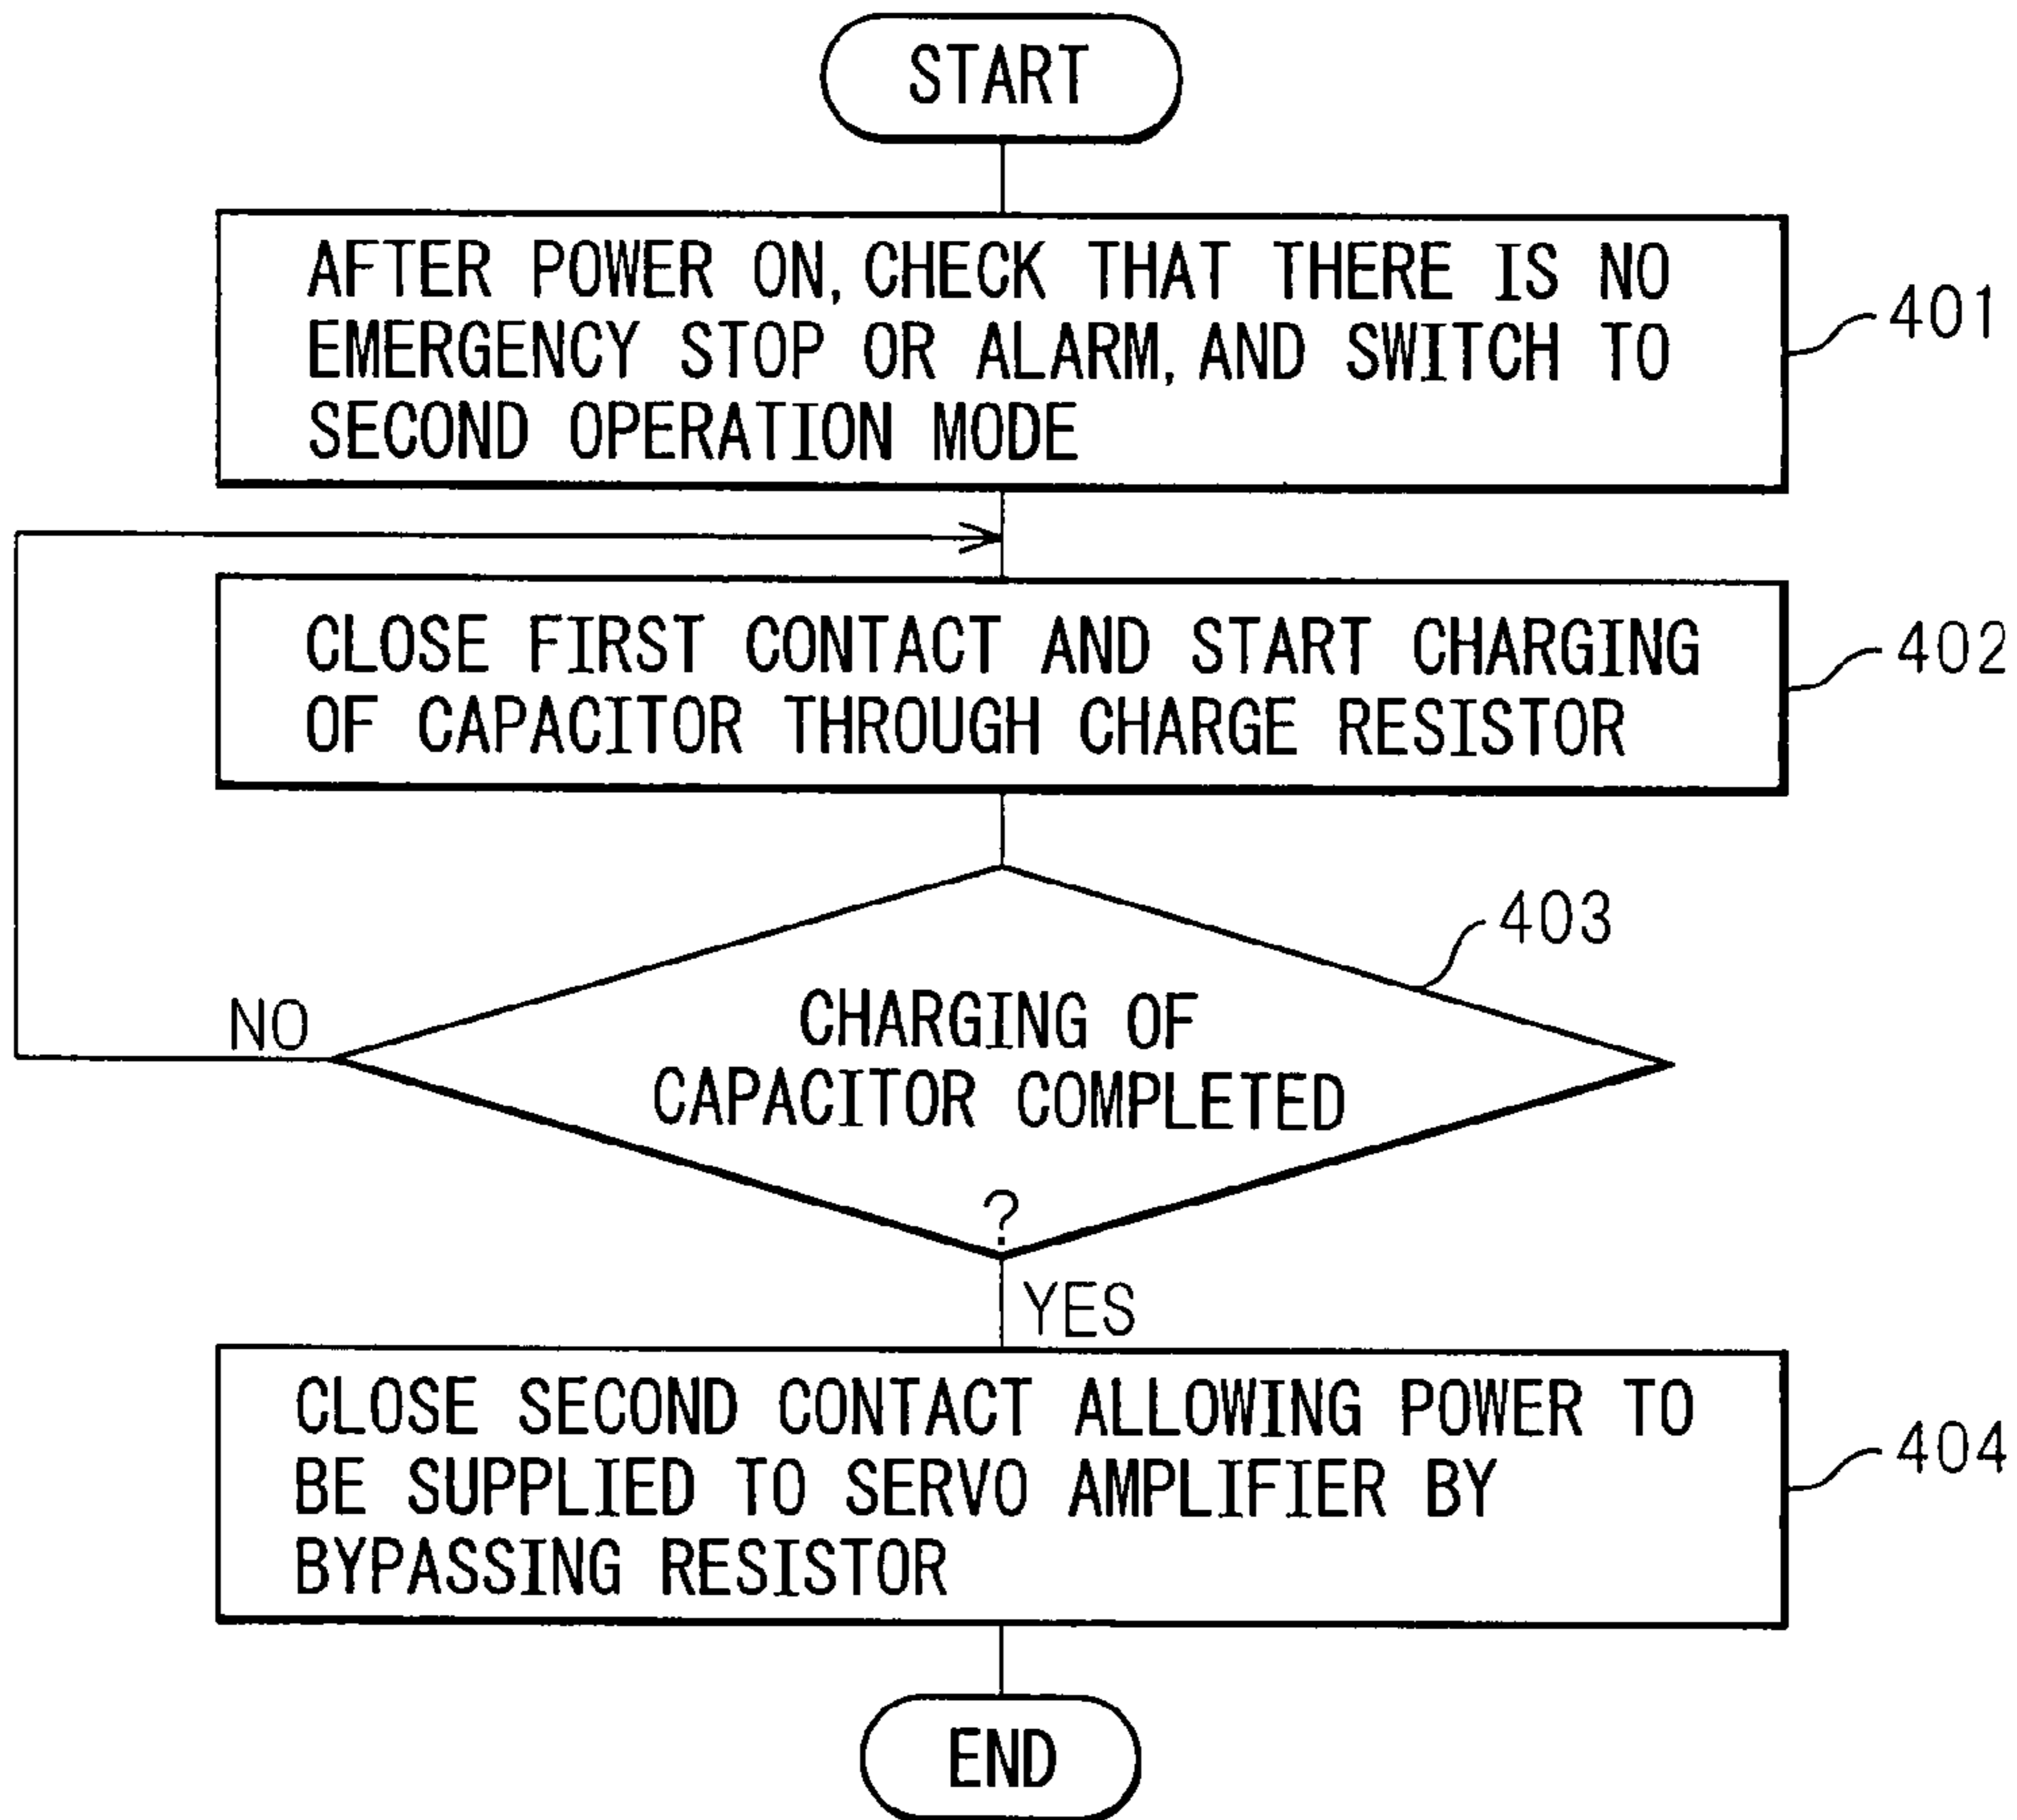 START
AFTER POWER ON, CHECK THAT THERE IS NO
EMERGENCY STOP OR ALARM, AND SWITCH TO
SECOND OPERATION MODE
401
CLOSE FIRST CONTACT AND START CHARGING
OF CAPACITOR THROUGH CHARGE RESISTOR
402
403
NO
CHARGING OF
CAPACITOR COMPLETED
?
YES
CLOSE SECOND CONTACT ALLOWING POWER TO
BE SUPPLIED TO SERVO AMPLIFIER BY
BYPASSING RESISTOR
404
END